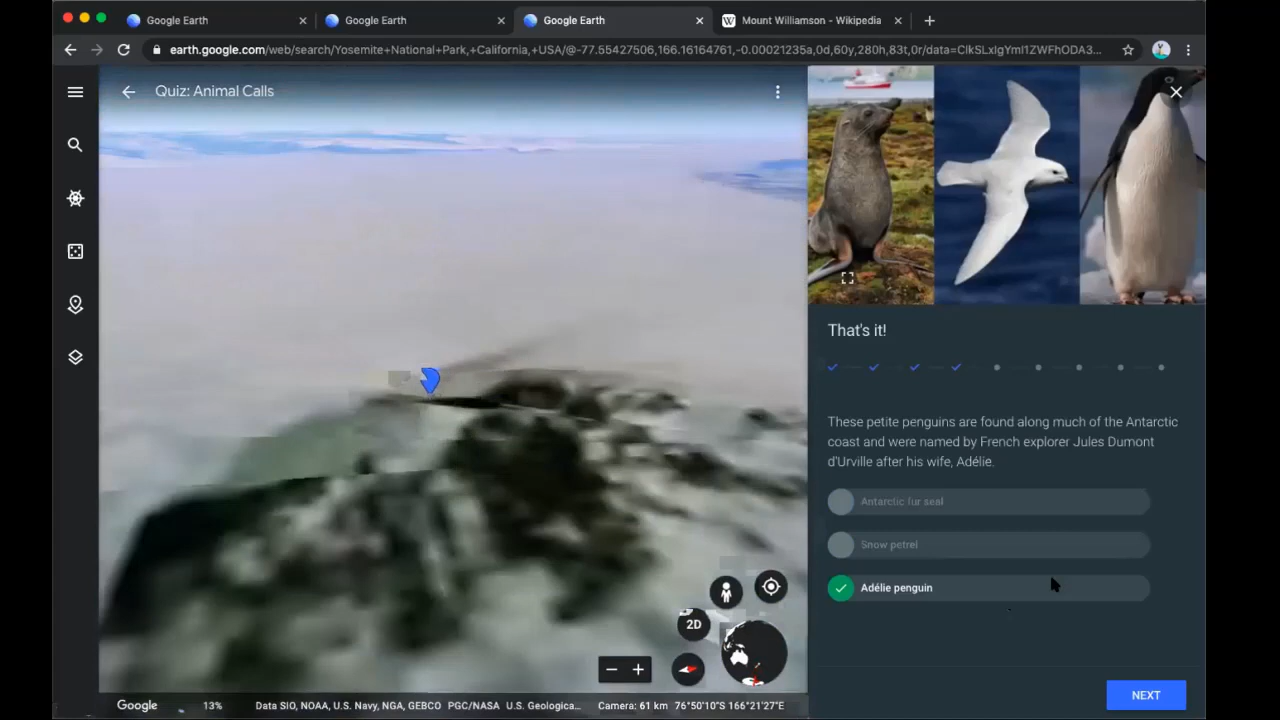 Google Earth
Google Earth
Google Earth
W Mount Williamson - Wikipedia
earth.google.com/web/search/Yosemite+National+Park,+California,+USA/@-77.55427506,166.16164761,-0.00021235a,0d,60y,280h,83t,0r/data=ClkSLxIgYmI1ZWFhODA3...
Quiz: Animal Calls
That's it!
These petite penguins are found along much of the Antarctic
coast and were named by French explorer Jules Dumont
d'Urville after his wife, Adélie.
Antarctic fur seal
Snow petrel
Adélie penguin
2D
NEXT
Google 13% Data SIO, NOAA, U.S. Navy, NGA, GEBCO PGC/NASA U.S. Geologica... Camera: 61 km 76°50'10"S 166°21'27"E